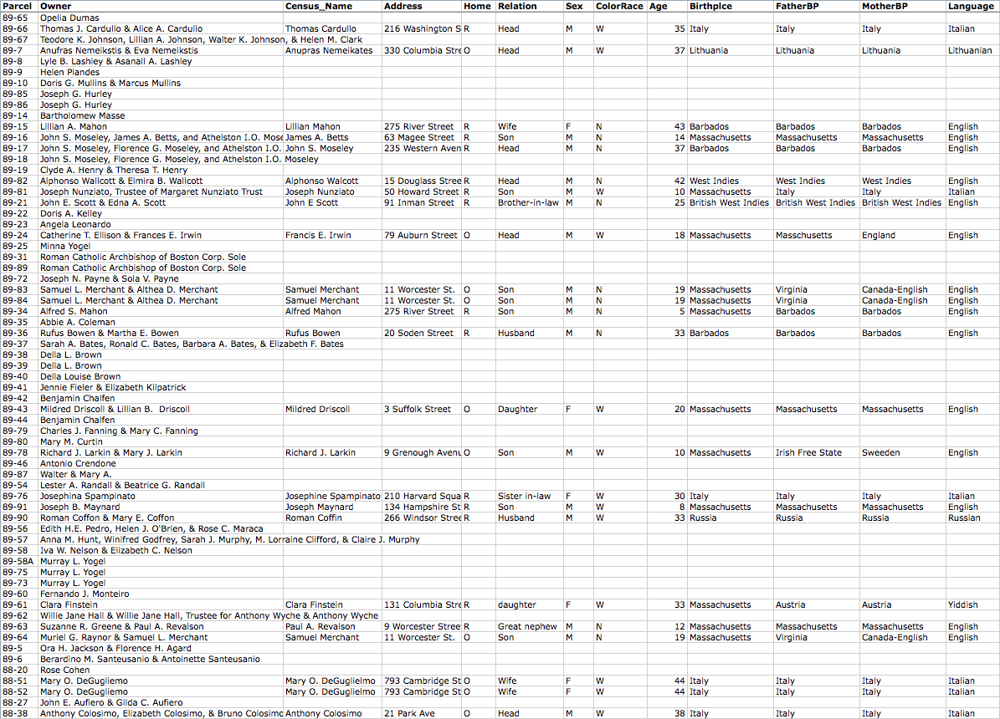 Parcel Owner Census_Name Address Home Relation Sex ColorRace Age Birthplce FatherBP MotherBP Language
89-65 Opelia Dumas
89-66 Thomas J. Cardullo & Alice A. Cardullo Thomas Cardullo 216 Washington S R Head M W 35 Italy Italy Italy Italian
89-67 Teodore K. Johnson, Lillian A. Johnson, Walter K. Johnson, & Helen M. Clark
89-7 Anufras Nemeikstis & Eva Nemeikstis Anupras Nemeikates 330 Columbia Stre O Head M W 37 Lithuania Lithuania Lithuania Lithuanian
89-8 Lyle B. Lashley & Asanall A. Lashley
89-9 Helen Piandes
89-10 Doris G. Mullins & Marcus Mullins
89-85 Joseph G. Hurley
89-86 Joseph G. Hurley
89-14 Bartholomew Masse
89-15 Lillian A. Mahon Lillian Mahon 275 River Street R Wife F N 43 Barbados Barbados Barbados English
89-16 John S. Moseley, James A. Betts, and Athelston I.O. Mose James A. Betts 63 Magee Street R Son M N 14 Massachusetts Massachusetts Massachusetts English
89-17 John S. Moseley, Florence G. Moseley, and Athelston I.O. John S. Moseley 235 Western Aven R Head M N 37 Barbados Barbados Barbados English
89-18 John S. Moseley, Florence G. Moseley, and Athelston I.O. Moseley
89-19 Clyde A. Henry & Theresa T. Henry
89-82 Alphonso Wallcott & Elmira B. Wallcott Alphonso Walcott 15 Douglass Stree R Head M N 42 West Indies West Indies West Indies English
89-81 Joseph Nunziato, Trustee of Margaret Nunziato Trust Joseph Nunziato 50 Howard Street R Son M W 10 Massachusetts Italy Italy Italian
89-21 John E. Scott & Edna A. Scott John E Scott 91 Inman Street R Brother-in-law M N 25 British West Indies British West Indies British West Indies English
89-22 Doris A. Kelley
89-23 Angela Leonardo
89-24 Catherine T. Ellison & Frances E. Irwin Francis E. Irwin 79 Auburn Street O Head M W 18 Massachusetts Masschusetts England English
89-25 Minna Yogel
89-31 Roman Catholic Archbishop of Boston Corp. Sole
89-89 Roman Catholic Archbishop of Boston Corp. Sole
89-72 Joseph N. Payne & Sola V. Payne
89-83 Samuel L. Merchant & Althea D. Merchant Samuel Merchant 11 Worcester St. O Son M N 19 Massachusetts Virginia Canada-English English
89-84 Samuel L. Merchant & Althea D. Merchant Samuel Merchant 11 Worcester St. O Son M N 19 Massachusetts Virginia Canada-English English
89-34 Alfred S. Mahon Alfred Mahon 275 River Street R Son M N 5 Massachusetts Barbados Barbados English
89-35 Abbie A. Coleman
89-36 Rufus Bowen & Martha E. Bowen Rufus Bowen 20 Soden Street R Husband M N 33 Barbados Barbados Barbados English
89-37 Sarah A. Bates, Ronald C. Bates, Barbara A. Bates, & Elizabeth F. Bates
89-38 Della L. Brown
89-39 Della L. Brown
89-40 Della Louise Brown
89-41 Jennie Fieler & Elizabeth Kilpatrick
89-42 Benjamin Chalfen
89-43 Mildred Driscoll & Lillian B. Driscoll Mildred Driscoll 3 Suffolk Street O Daughter F W 20 Massachusetts Massachusetts Massachusetts English
89-44 Benjamin Chalfen
89-79 Charles J. Fanning & Mary C. Fanning
89-80 Mary M. Curtin
89-78 Richard J. Larkin & Mary J. Larkin Richard J. Larkin 9 Grenough Avenu O Son M W 10 Massachusetts Irish Free State Sweeden English
89-46 Antonio Crendone
89-87 Walter & Mary A.
89-54 Lester A. Randall & Beatrice G. Randall
89-76 Josephina Spampinato Josephine Spampinato 210 Harvard Squa R Sister in-law F W 30 Italy Italy Italy Italian
89-91 Joseph B. Maynard Joseph Maynard 134 Hampshire St R Son M W 8 Massachusetts Massachusetts Massachusetts English
89-90 Roman Coffon & Mary E. Coffon Roman Coffin 266 Windsor Stree R Husband M W 33 Russia Russia Russia Russian
89-56 Edith H.E. Pedro, Helen J. O'Brien, & Rose C. Maraca
89-57 Anna M. Hunt, Winifred Godfrey, Sarah J. Murphy, M. Lorraine Clifford, & Claire J. Murphy
89-58 Iva W. Nelson & Elizabeth C. Nelson
89-58A Murray L. Yogel
89-75 Murray L. Yogel
89-73 Murray L. Yogel
89-60 Fernando J. Monteiro
89-61 Clara Finstein Clara Finstein 131 Columbia Stre R daughter F W 33 Massachusetts Austria Austria Yiddish
89-62 Willie Jane Hall & Willie Jane Hall, Trustee for Anthony Wyche & Anthony Wyche
89-63 Suzanne R. Greene & Paul A. Revalson Paul A. Revalson 9 Worcester Stree R Great nephew M N 12 Massachusetts Massachusetts Massachusetts English
89-64 Muriel G. Raynor & Samuel L. Merchant Samuel Merchant 11 Worcester St. O Son M N 19 Massachusetts Virginia Canada-English English
89-5 Ora H. Jackson & Florence H. Agard
89-6 Berardino M. Santeusanio & Antoinette Santeusanio
88-20 Rose Cohen
88-51 Mary O. DeGugliemo Mary O. DeGuglielmo 793 Cambridge St O Wife F W 44 Italy Italy Italy Italian
88-52 Mary O. DeGugliemo Mary O. DeGuglielmo 793 Cambridge St O Wife F W 44 Italy Italy Italy Italian
88-27 John E. Aufiero & Gilda C. Aufiero
88-38 Anthony Colosimo, Elizabeth Colosimo, & Bruno Colosimo Anthony Colosimo 21 Park Ave O Head M W 38 Italy Italy Italy Italian